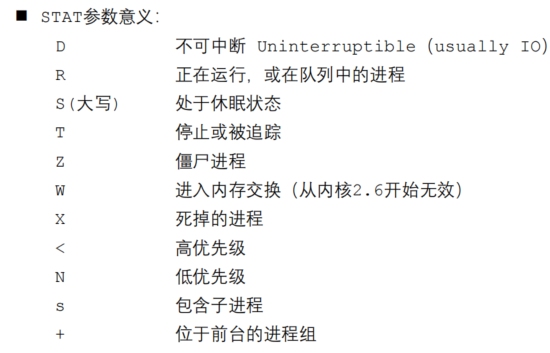 ■ STAT参数意义:
D 不可中断 Uninterruptible (usually IO)
R 正在运行,或在队列中的进程
S(大写) 处于休眠状态
T 停止或被追踪
Z 僵尸进程
W 进入内存交换(从内核2.6开始无效)
X 死掉的进程
< 高优先级
N 低优先级
s 包含子进程
+ 位于前台的进程组